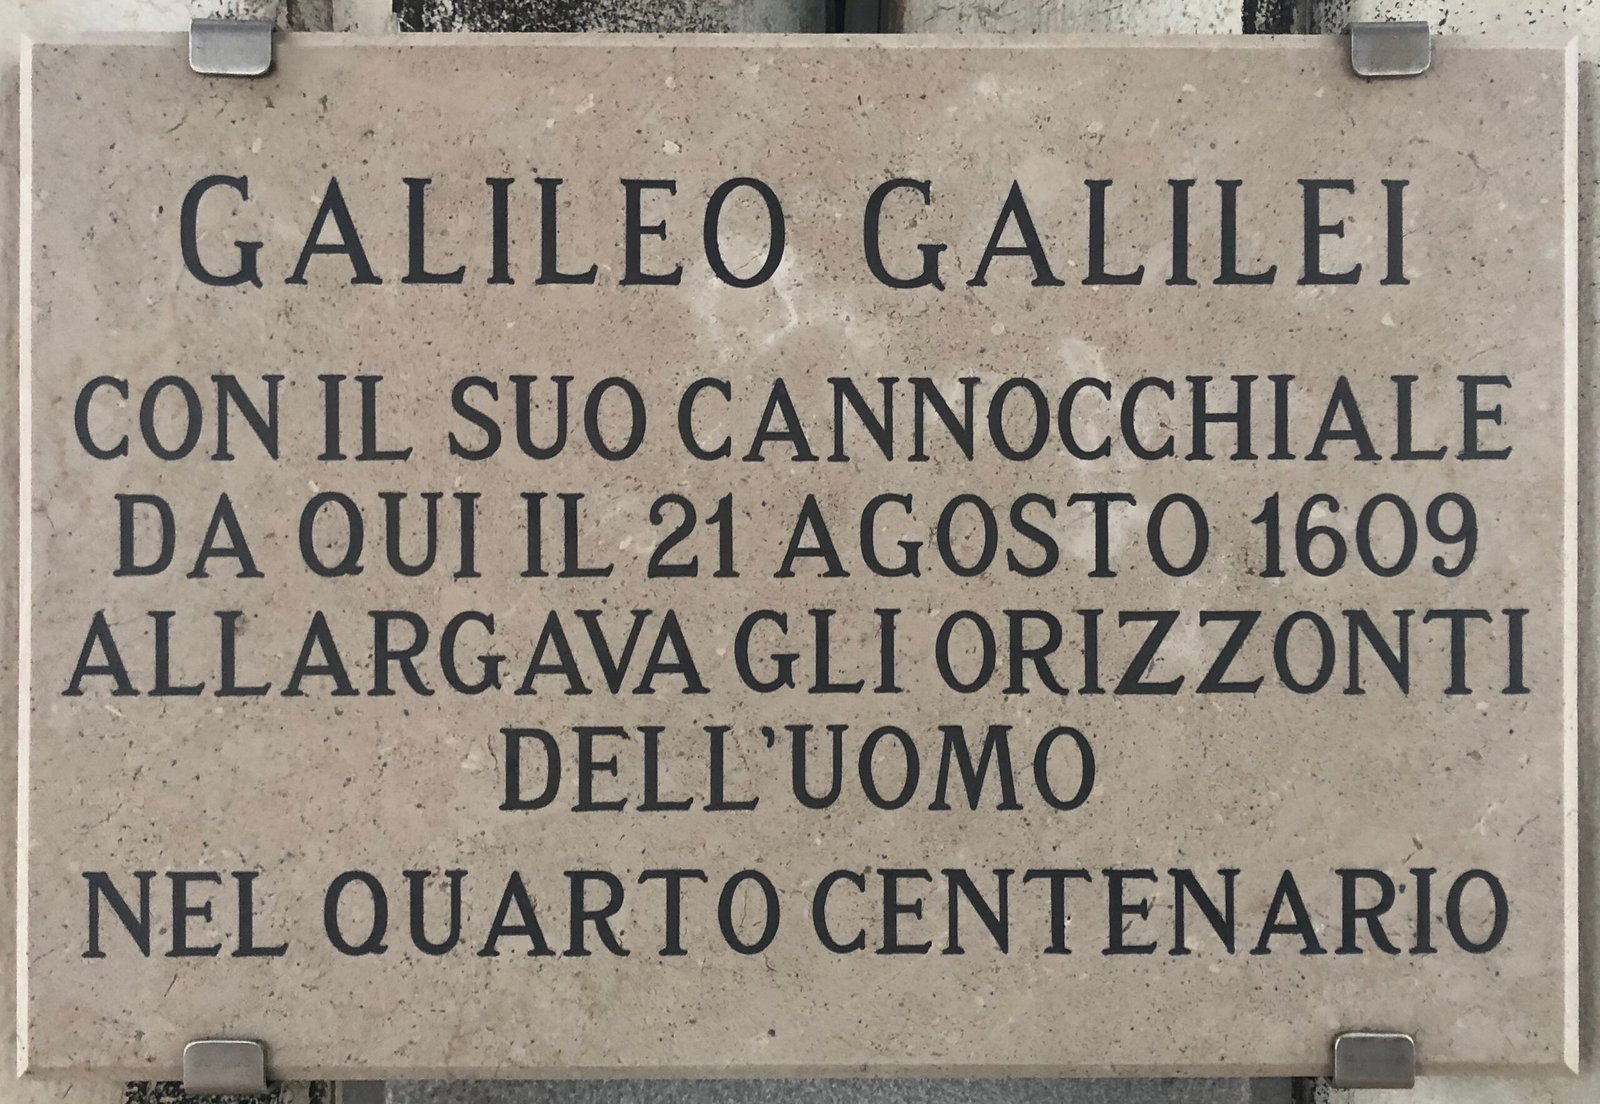 GALILEO GALILEI
CON IL SUO CANNOCCHIALE
DA QUI IL 21 AGOSTO 1609
ALLARGAVA GLI ORIZZONTI
DELL'UOMO
NEL QUARTO CENTENARIO